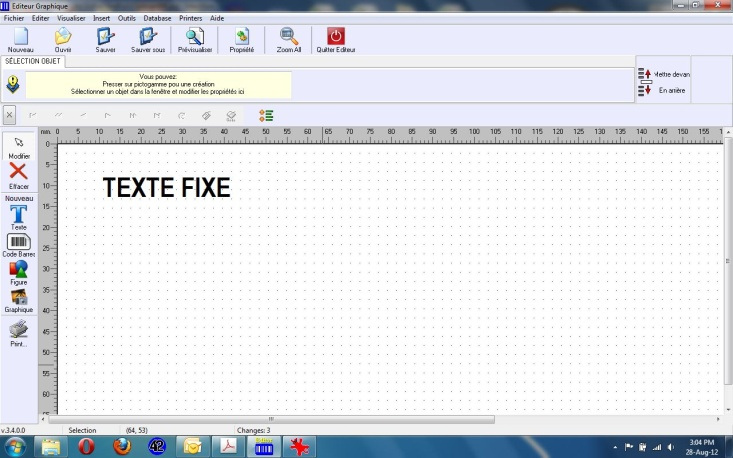 Editeur Graphique
Fichier Editer Visualiser Insert Outils Database Printers Aide
Nouveau Ouvrir Sauver Sauver sous Prévisualiser Propriété Zoom All Quitter Editeur
SÉLECTION OBJET
Vous pouvez:
Presser sur pictogamme pou une création
Sélectionner un objet dans la fenêtre et modifier les propriétés ici
Mettre devan
En arrière
mm 0 5 10 15 20 25 30 35 40 45 50 55 60 65 70 75 80 85 90 95 100 105 110 115 120 125 130 135 140 145 150 155 1
0
5
10
15
20
25
30
35
40
45
50
55
60
Modifier
Effacer
Nouveau
Texte
Code Barres
Figure
Graphique
Print...
TEXTE FIXE
v.3.4.0.0 Selection (64, 53) Changes: 3
3:04 PM
28-Aug-12